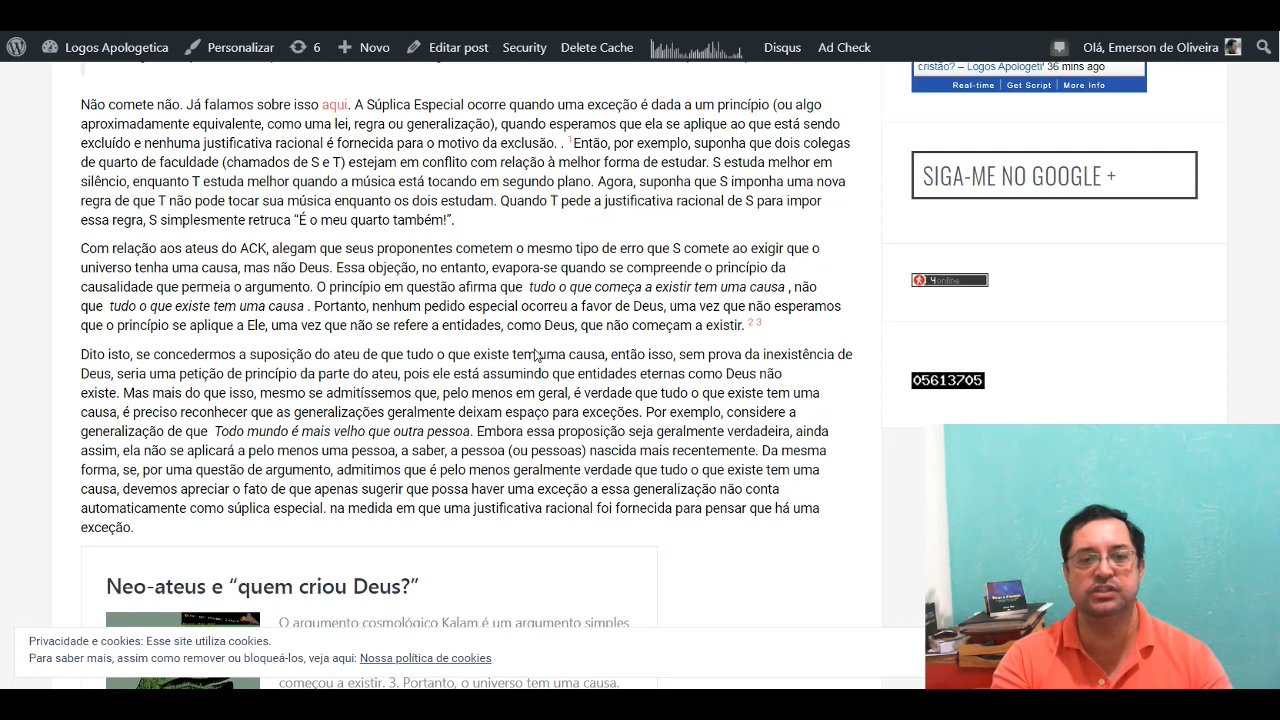 Logos Apologetica
Personalizar
6
Novo
Editar post
Security
Delete Cache
Disqus
Ad Check
Olá, Emerson de Oliveira
Não comete não. Já falamos sobre isso aqui. A Súplica Especial ocorre quando uma exceção é dada a um princípio (ou algo
aproximadamente equivalente, como uma lei, regra ou generalização), quando esperamos que ela se aplique ao que está sendo
excluído e nenhuma justificativa racional é fornecida para o motivo da exclusão. . 1Então, por exemplo, suponha que dois colegas
de quarto de faculdade (chamados de S e T) estejam em conflito com relação à melhor forma de estudar. S estuda melhor em
silêncio, enquanto T estuda melhor quando a música está tocando em segundo plano. Agora, suponha que S imponha uma nova
regra de que T não pode tocar sua música enquanto os dois estudam. Quando T pede a justificativa racional de S para impor
essa regra, S simplesmente retruca “É o meu quarto também!”.
Com relação aos ateus do ACK, alegam que seus proponentes cometem o mesmo tipo de erro que S comete ao exigir que o
universo tenha uma causa, mas não Deus. Essa objeção, no entanto, evapora-se quando se compreende o princípio da
causalidade que permeia o argumento. O princípio em questão afirma que tudo o que começa a existir tem uma causa , não
que tudo o que existe tem uma causa . Portanto, nenhum pedido especial ocorreu a favor de Deus, uma vez que não esperamos
que o princípio se aplique a Ele, uma vez que não se refere a entidades, como Deus, que não começam a existir. 2 3
Dito isto, se concedermos a suposição do ateu de que tudo o que existe tem uma causa, então isso, sem prova da inexistência de
Deus, seria uma petição de princípio da parte do ateu, pois ele está assumindo que entidades eternas como Deus não
existe. Mas mais do que isso, mesmo se admitíssemos que, pelo menos em geral, é verdade que tudo o que existe tem uma
causa, é preciso reconhecer que as generalizações geralmente deixam espaço para exceções. Por exemplo, considere a
generalização de que Todo mundo é mais velho que outra pessoa. Embora essa proposição seja geralmente verdadeira, ainda
assim, ela não se aplicará a pelo menos uma pessoa, a saber, a pessoa (ou pessoas) nascida mais recentemente. Da mesma
forma, se, por uma questão de argumento, admitimos que é pelo menos geralmente verdade que tudo o que existe tem uma
causa, devemos apreciar o fato de que apenas sugerir que possa haver uma exceção a essa generalização não conta
automaticamente como súplica especial. na medida em que uma justificativa racional foi fornecida para pensar que há uma
exceção.
Neo-ateus e “quem criou Deus?”
O argumento cosmológico Kalam é um argumento simples
começou a existir. 3. Portanto, o universo tem uma causa.
Privacidade e cookies: Esse site utiliza cookies.
Para saber mais, assim como remover ou bloqueá-los, veja aqui: Nossa política de cookies
cristão? – Logos Apologeti' 36 mins ago
Real-time | Get Script | More Info
SIGA-ME NO GOOGLE +
4online
05613705